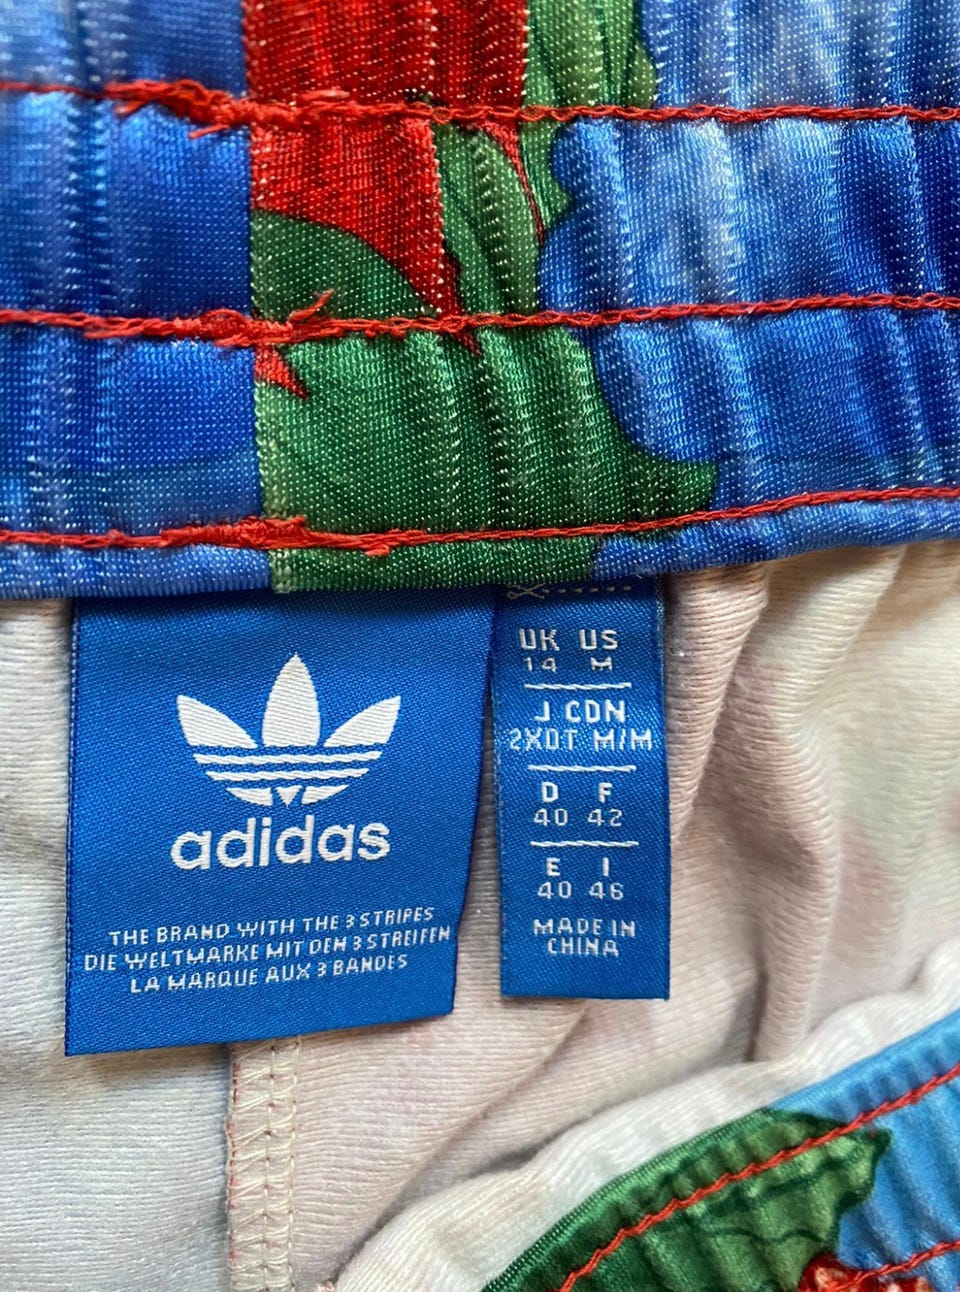 adidas
THE BRAND WITH THE 3 STRIPES
DIE WELTMARKE MIT DEN 3 STREIFEN
LA MARQUE AUX 3 BANDES
UK US
14 M
J CDN
2XOT M/M
D F
40 42
E I
40 46
MADE IN
CHINA